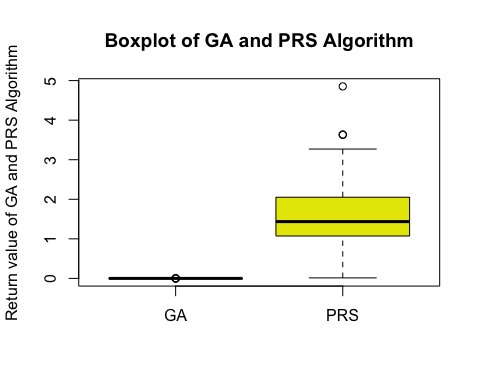 Boxplot of GA and PRS Algorithm
Return value of GA and PRS Algorithm
5
4
3
2
1
0
GA
PRS